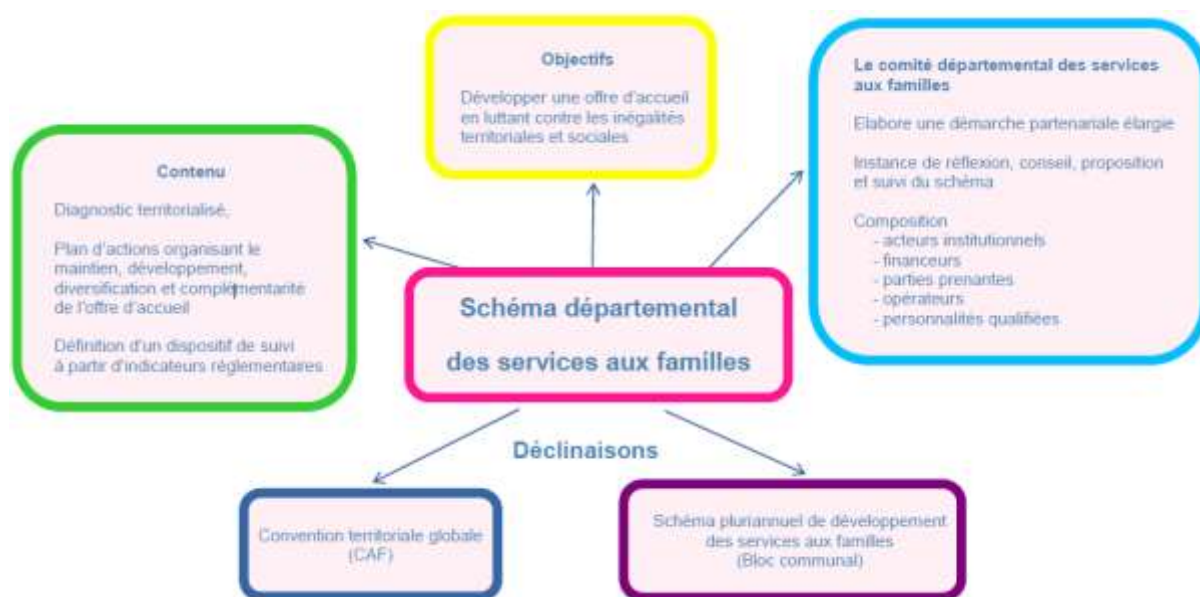 Objectifs
Développer une offre d'accueil
en luttant contre les inégalités
territoriales et sociales
Le comité départemental des services
aux familles
Elabore une démarche partenariale élargie
Instance de réflexion, conseil, proposition
et suivi du schéma
Composition
- acteurs institutionnels
- financeurs
- parties prenantes
- opérateurs
- personnalités qualifiées
Contenu
Diagnostic territorialisé,
Plan d'actions organisant le
maintien, développement,
diversification et complémentarité
de l'offre d'accueil
Définition d'un dispositif de suivi
à partir d'indicateurs réglementaires
Schéma départemental
des services aux familles
Déclinaisons
Convention territoriale globale
(CAF)
Schéma pluriannuel de développement
des services aux familles
(Bloc communal)